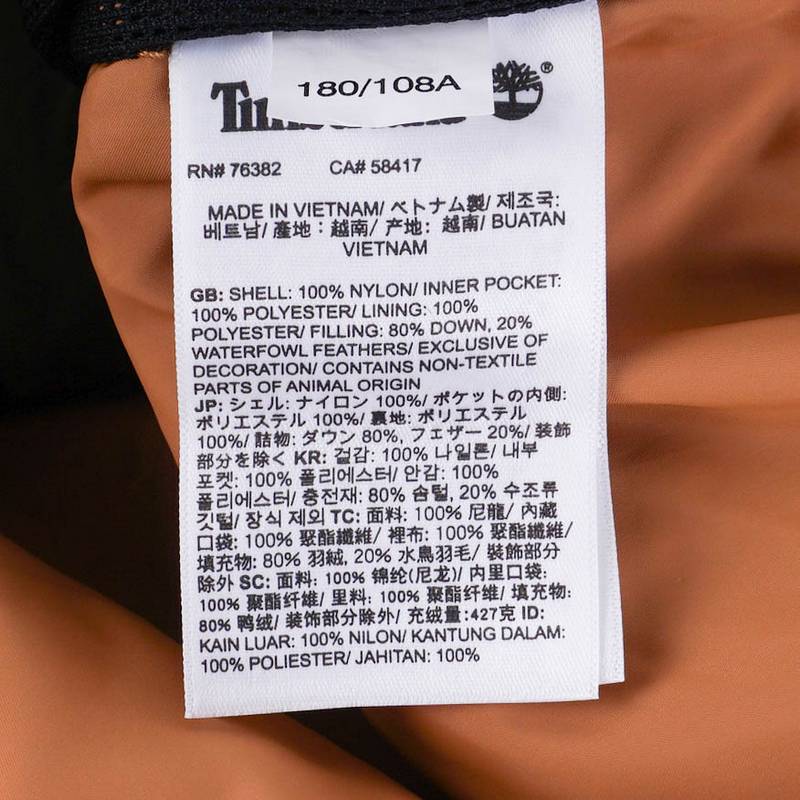 180/108A
RN# 76382 CA# 58417
MADE IN VIETNAM/ ベトナム製/ 제조국:
베트남/ 產地：越南/ 产地: 越南/ BUATAN
VIETNAM
GB: SHELL: 100% NYLON/ INNER POCKET:
100% POLYESTER/ LINING: 100%
POLYESTER/ FILLING: 80% DOWN, 20%
WATERFOWL FEATHERS/ EXCLUSIVE OF
DECORATION/ CONTAINS NON-TEXTILE
PARTS OF ANIMAL ORIGIN
JP: シェル: ナイロン 100%/ ポケットの内側:
ポリエステル 100%/ 裏地: ポリエステル
100%/ 詰物: ダウン 80%, フェザー 20%/ 装飾
部分を除く KR: 겉감: 100% 나일론/ 내부
포켓: 100% 폴리에스터/ 안감: 100%
폴리에스터/ 충전재: 80% 솜털, 20% 수조류
깃털/ 장식 제외 TC: 面料: 100% 尼龍/ 內藏
口袋: 100% 聚酯纖維/ 裡布: 100% 聚酯纖維/
填充物: 80% 羽絨, 20% 水鳥羽毛/ 裝飾部分
除外 SC: 面料: 100% 锦纶(尼龙)/ 内里口袋:
100% 聚酯纤维/ 里料: 100% 聚酯纤维/ 填充物:
80% 鸭绒/ 装饰部分除外/ 充绒量:427克 ID:
KAIN LUAR: 100% NILON/ KANTUNG DALAM:
100% POLIESTER/ JAHITAN: 100%